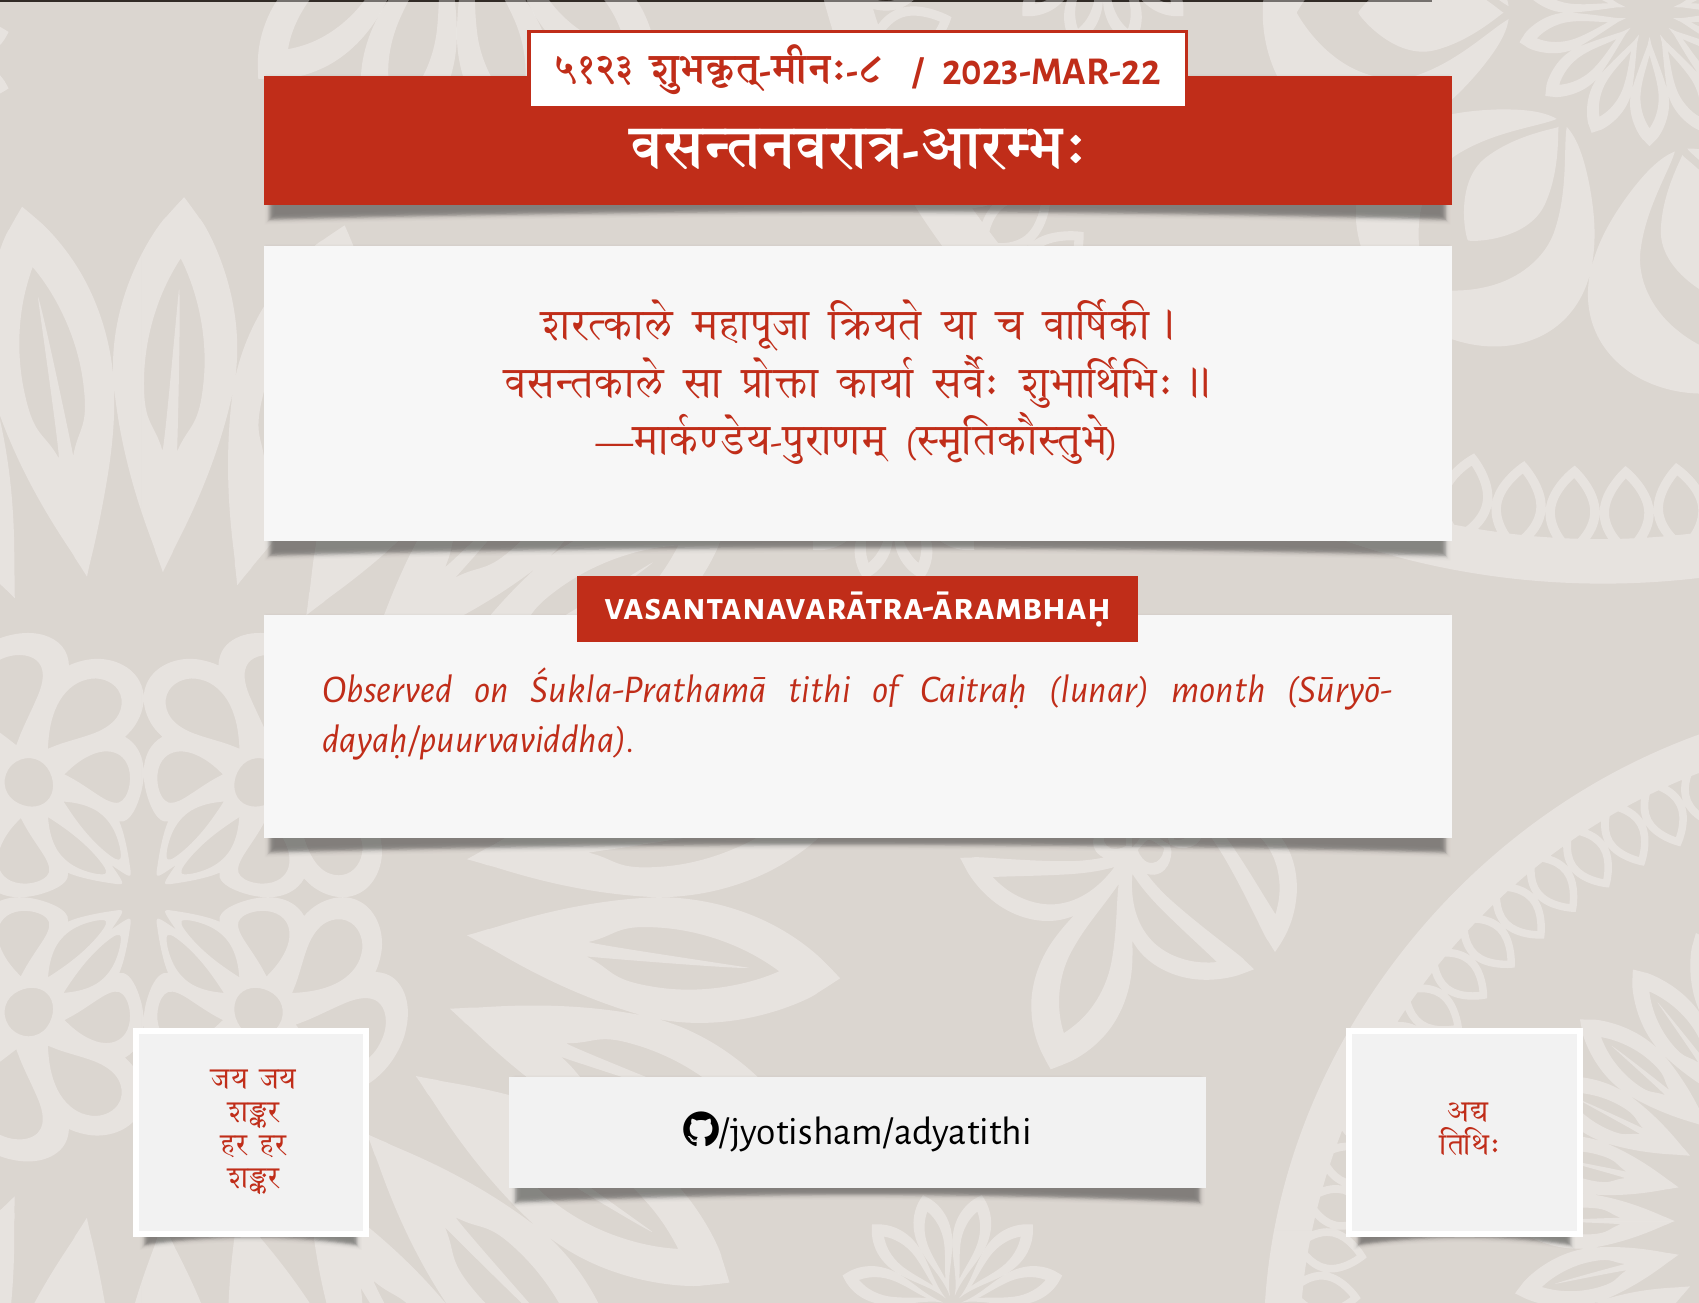 ५१२३ शुभकृत्-मीनः-८ / 2023-MAR-22
वसन्तनवरात्र-आरम्भः
शरत्काले महापूजा क्रियते या च वार्षिकी ।
वसन्तकाले सा प्रोक्ता कार्या सर्वैः शुभार्थिभिः ॥
—मार्कण्डेय-पुराणम् (स्मृतिकौस्तुभे)
VASANTANAVARĀTRA-ĀRAMBHAḤ
Observed on Śukla-Prathamā tithi of Caitraḥ (lunar) month (Sūryō-
dayaḥ/puurvaviddha).
जय जय
शङ्कर
हर हर
शङ्कर
/jyotisham/adyatithi
अद्य
तिथिः